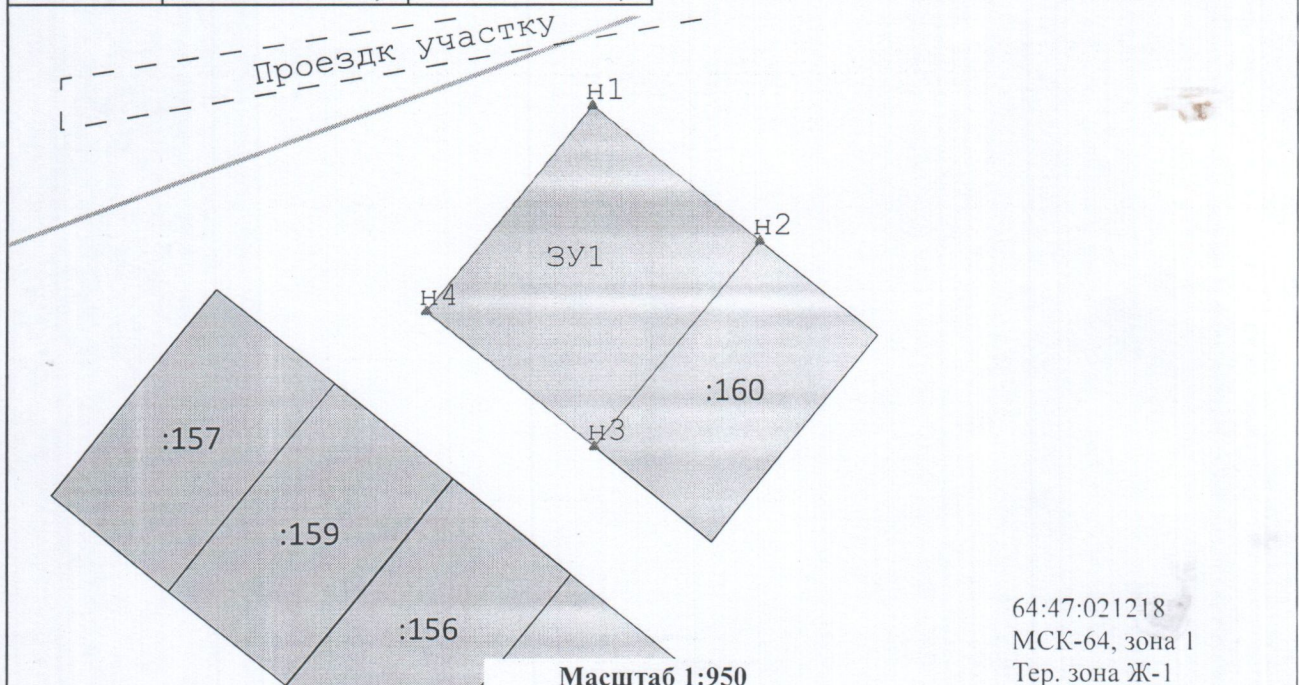 Проездк участку
н1
н2
ЗУ1
н4
:160
н3
:157
:159
:156
64:47:021218
МСК-64, зона 1
Тер. зона Ж-1
Масштаб 1:950